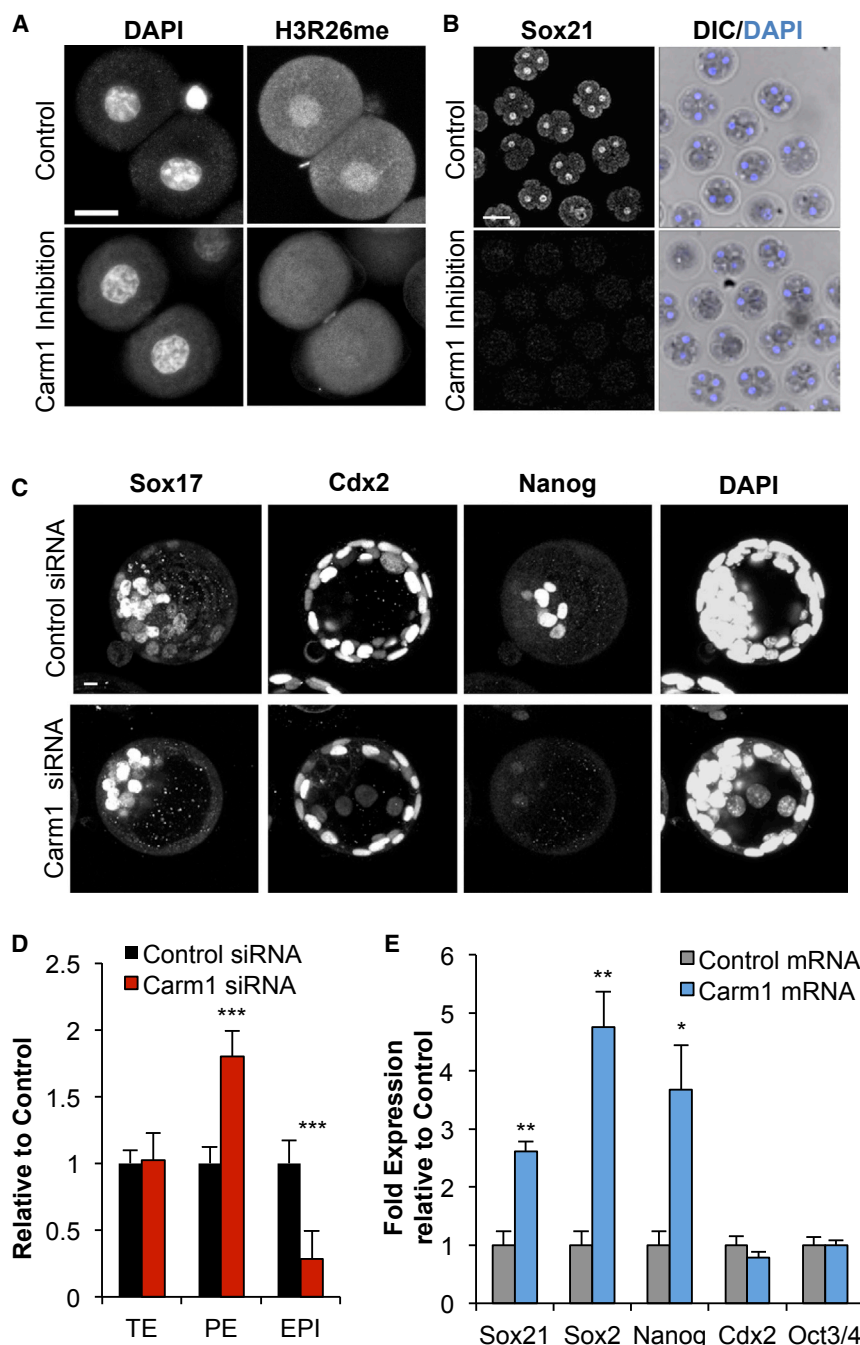 A
DAPI
H3R26me
Control
Carm1 Inhibition
B
Sox21
DIC/DAPI
Control
Carm1 Inhibition
C
Sox17
Cdx2
Nanog
DAPI
Control siRNA
Carm1 siRNA
D
Control siRNA
Carm1 siRNA
Relative to Control
2.5
2
1.5
1
0.5
0
***
***
TE
PE
EPI
E
Control mRNA
Carm1 mRNA
Fold Expression
relative to Control
6
5
4
3
2
1
0
**
**
*
Sox21
Sox2
Nanog
Cdx2
Oct3/4